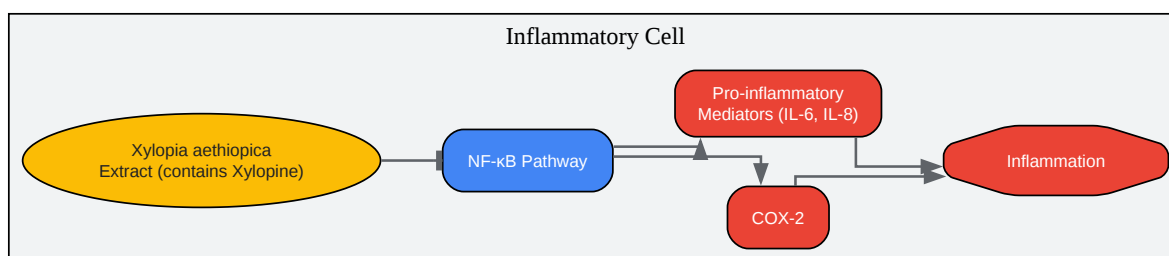 Inflammatory Cell
Xylopia aethiopica
Extract (contains Xylopine)
NF-κB Pathway
Pro-inflammatory
Mediators (IL-6, IL-8)
COX-2
Inflammation